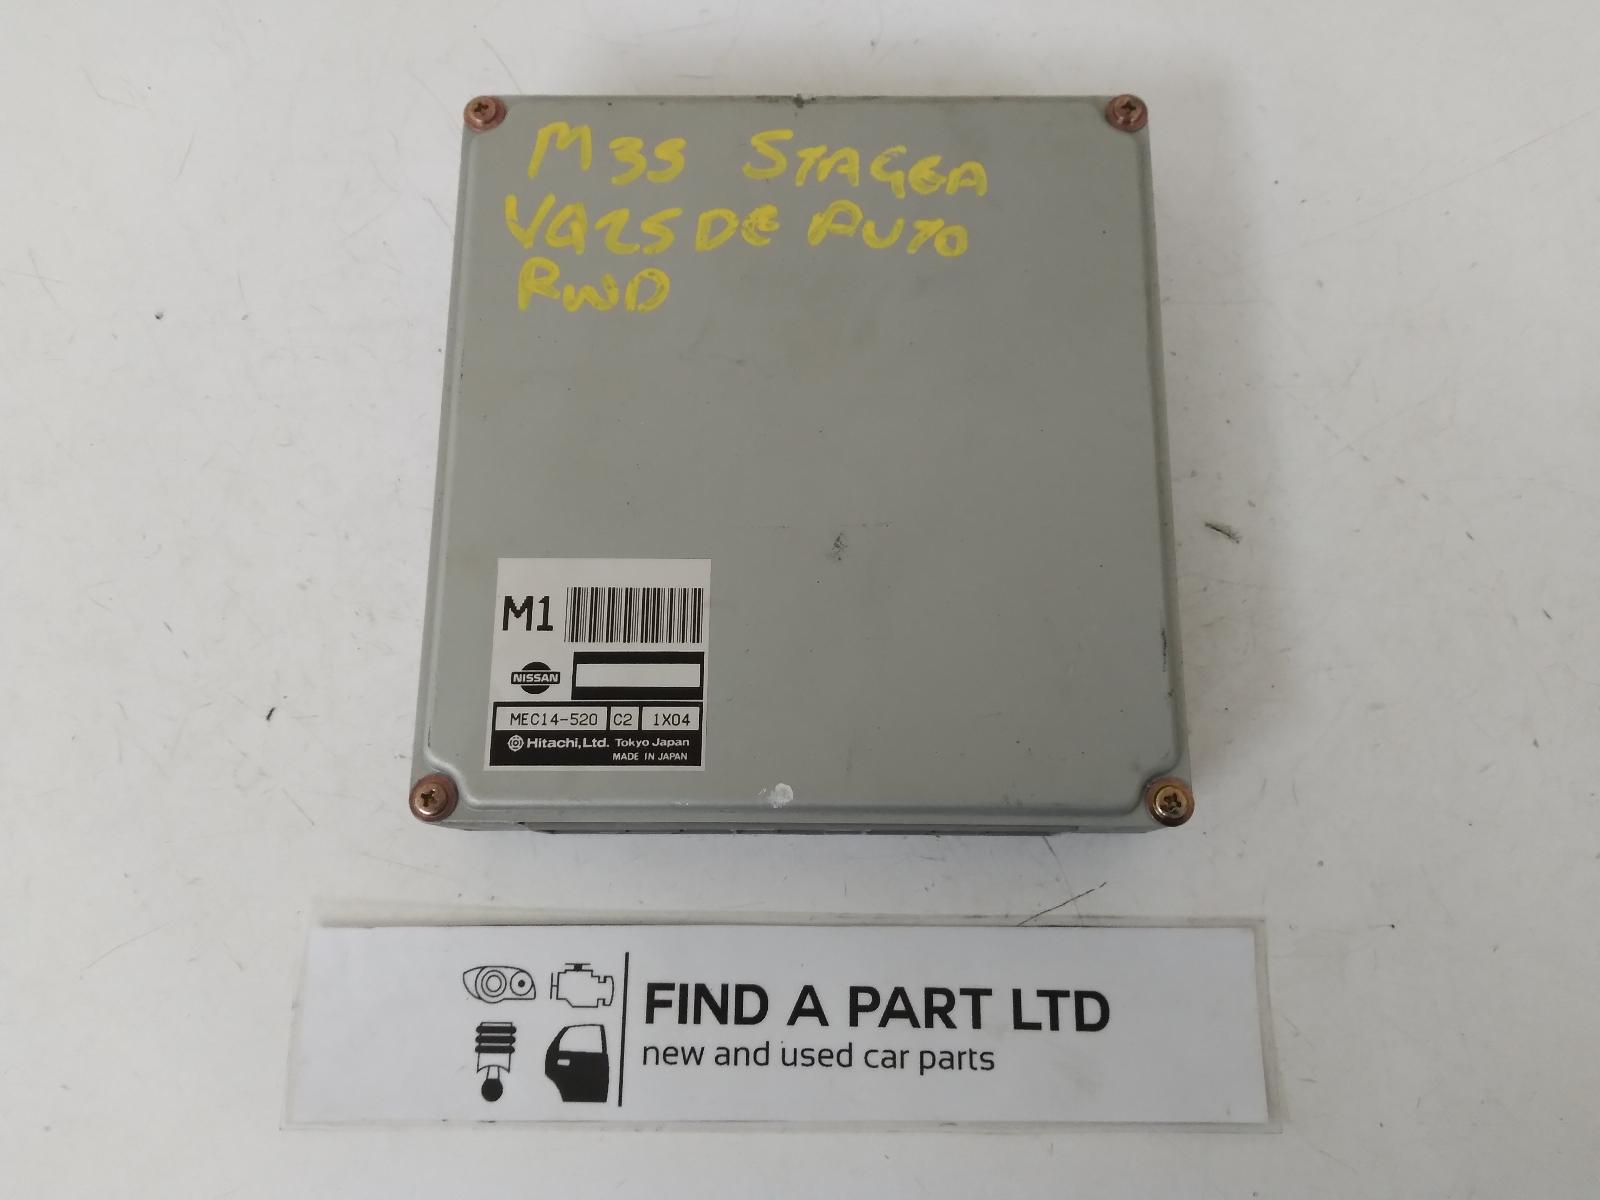 M35 STAGEA
VQ25DE AUTO
RWD
M1
NISSAN
MEC14-520 C2 1X04
Hitachi, Ltd. Tokyo Japan
MADE IN JAPAN
FIND A PART LTD
new and used car parts